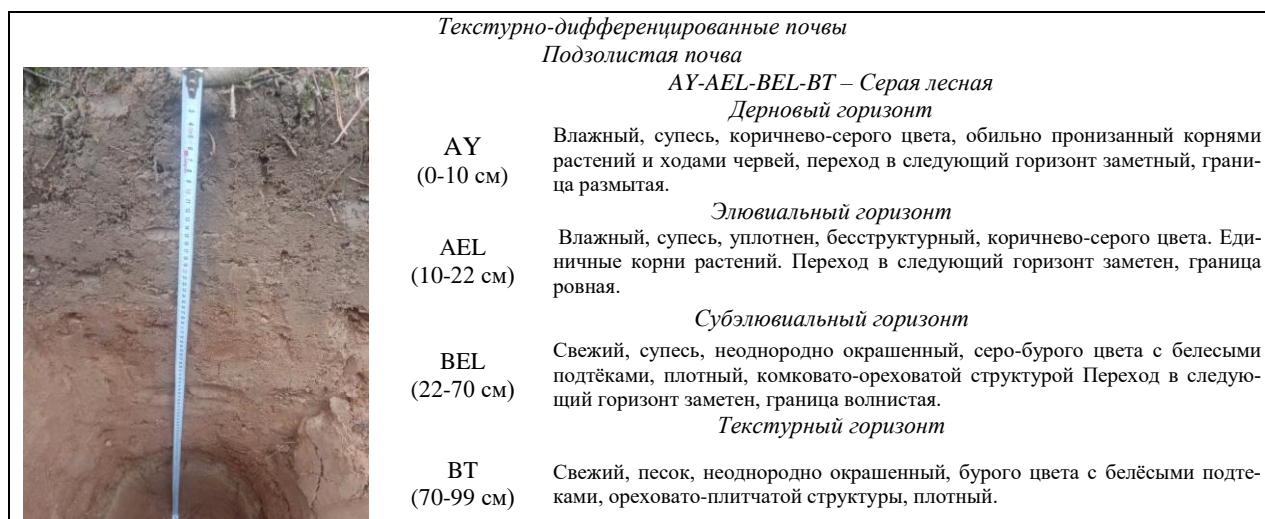 Текстурно-дифференцированные почвы
Подзолистая почва
AY-AEL-BEL-BT – Серая лесная
Дерновый горизонт
AY
(0-10 см)
Влажный, супесь, коричнево-серого цвета, обильно пронизанный корнями
растений и ходами червей, переход в следующий горизонт заметный, грани-
ца размытая.
Элювиальный горизонт
AEL
(10-22 см)
Влажный, супесь, уплотнен, бесструктурный, коричнево-серого цвета. Еди-
ничные корни растений. Переход в следующий горизонт заметен, граница
ровная.
Субэлювиальный горизонт
BEL
(22-70 см)
Свежий, супесь, неоднородно окрашенный, серо-бурого цвета с белесыми
подтёками, плотный, комковато-ореховатой структурой Переход в следую-
щий горизонт заметен, граница волнистая.
Текстурный горизонт
BT
(70-99 см)
Свежий, песок, неоднородно окрашенный, бурого цвета с белёсыми подте-
ками, ореховато-плитчатой структуры, плотный.